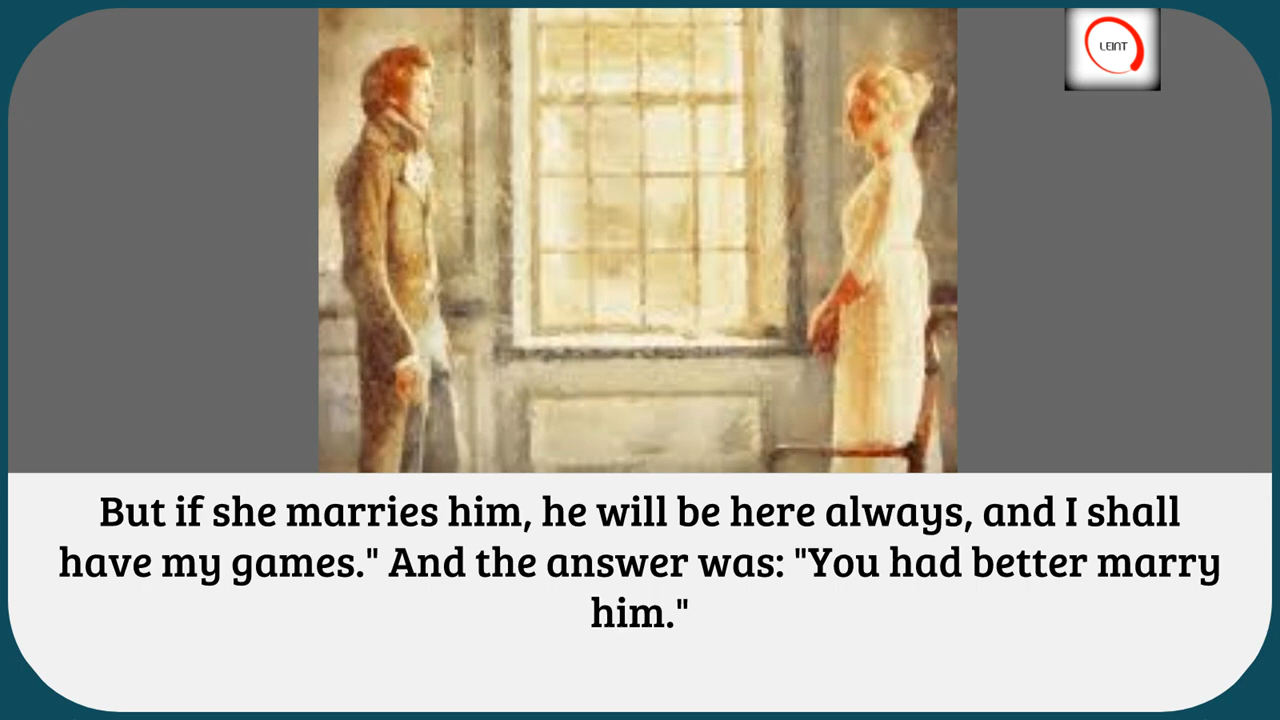 LEINT
But if she marries him, he will be here always, and I shall
have my games." And the answer was: "You had better marry
him."